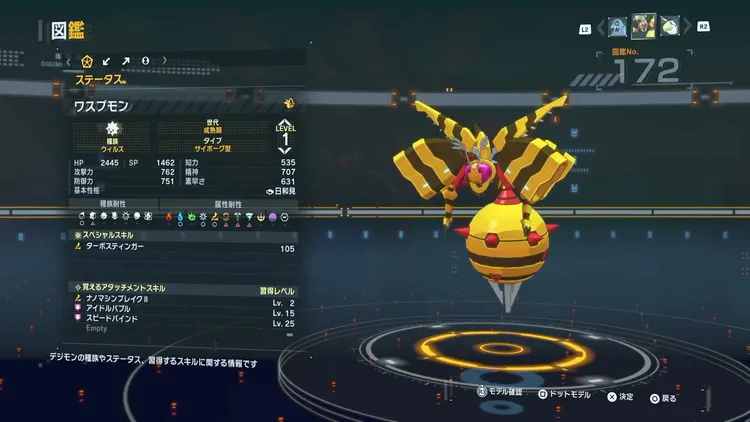 図鑑
L2
R2
図鑑No.
172
ステータス
ワスプモン
種族
ウイルス
世代
成熟期
タイプ
サイボーグ型
LEVEL
1
HP 2445 SP 1462 知力 535
攻撃力 762 精神 707
防御力 751 素早さ 631
基本性格 日和見
種族耐性 属性耐性
スペシャルスキル
ターボスティンガー 105
覚えるアタッチメントスキル 習得レベル
ナノマシンブレイクII Lv. 2
アイドルバブル Lv. 15
スピードバインド Lv. 25
Empty
デジモンの種族やステータス、習得するスキルに関する情報です
モデル確認 ドットモデル 決定 戻る